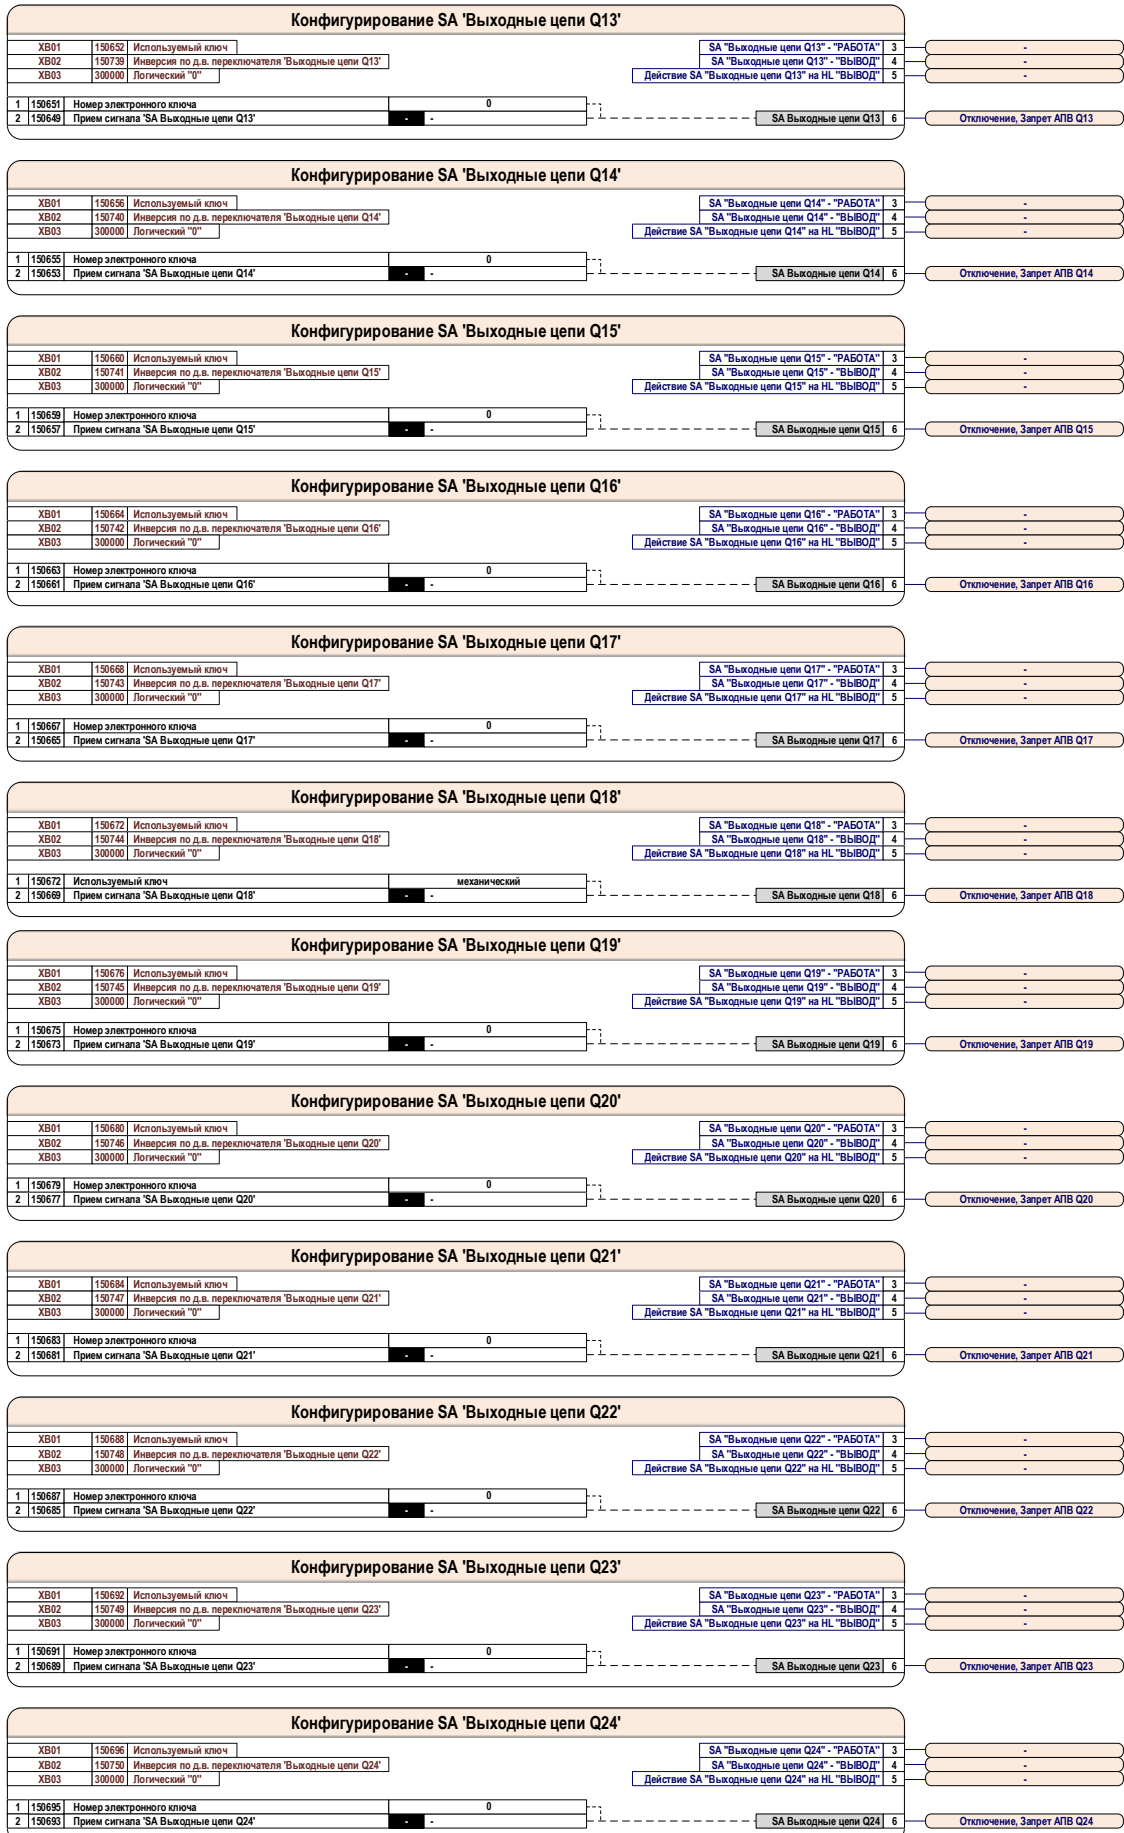 Конфигурирование SA 'Выходные цепи Q13'
XB01 150652 Используемый ключ SA "Выходные цепи Q13" - "РАБОТА" 3 -
XB02 150739 Инверсия по д.в. переключателя 'Выходные цепи Q13' SA "Выходные цепи Q13" - "ВЫВОД" 4 -
XB03 300000 Логический "0" Действие SA "Выходные цепи Q13" на HL "ВЫВОД" 5 -
1 150651 Номер электронного ключа 0
2 150649 Прием сигнала 'SA Выходные цепи Q13' - - SA Выходные цепи Q13 6 Отключение, Запрет АПВ Q13
Конфигурирование SA 'Выходные цепи Q14'
XB01 150656 Используемый ключ SA "Выходные цепи Q14" - "РАБОТА" 3 -
XB02 150740 Инверсия по д.в. переключателя 'Выходные цепи Q14' SA "Выходные цепи Q14" - "ВЫВОД" 4 -
XB03 300000 Логический "0" Действие SA "Выходные цепи Q14" на HL "ВЫВОД" 5 -
1 150655 Номер электронного ключа 0
2 150653 Прием сигнала 'SA Выходные цепи Q14' - - SA Выходные цепи Q14 6 Отключение, Запрет АПВ Q14
Конфигурирование SA 'Выходные цепи Q15'
XB01 150660 Используемый ключ SA "Выходные цепи Q15" - "РАБОТА" 3 -
XB02 150741 Инверсия по д.в. переключателя 'Выходные цепи Q15' SA "Выходные цепи Q15" - "ВЫВОД" 4 -
XB03 300000 Логический "0" Действие SA "Выходные цепи Q15" на HL "ВЫВОД" 5 -
1 150659 Номер электронного ключа 0
2 150657 Прием сигнала 'SA Выходные цепи Q15' - - SA Выходные цепи Q15 6 Отключение, Запрет АПВ Q15
Конфигурирование SA 'Выходные цепи Q16'
XB01 150664 Используемый ключ SA "Выходные цепи Q16" - "РАБОТА" 3 -
XB02 150742 Инверсия по д.в. переключателя 'Выходные цепи Q16' SA "Выходные цепи Q16" - "ВЫВОД" 4 -
XB03 300000 Логический "0" Действие SA "Выходные цепи Q16" на HL "ВЫВОД" 5 -
1 150663 Номер электронного ключа 0
2 150661 Прием сигнала 'SA Выходные цепи Q16' - - SA Выходные цепи Q16 6 Отключение, Запрет АПВ Q16
Конфигурирование SA 'Выходные цепи Q17'
XB01 150668 Используемый ключ SA "Выходные цепи Q17" - "РАБОТА" 3 -
XB02 150743 Инверсия по д.в. переключателя 'Выходные цепи Q17' SA "Выходные цепи Q17" - "ВЫВОД" 4 -
XB03 300000 Логический "0" Действие SA "Выходные цепи Q17" на HL "ВЫВОД" 5 -
1 150667 Номер электронного ключа 0
2 150665 Прием сигнала 'SA Выходные цепи Q17' - - SA Выходные цепи Q17 6 Отключение, Запрет АПВ Q17
Конфигурирование SA 'Выходные цепи Q18'
XB01 150672 Используемый ключ SA "Выходные цепи Q18" - "РАБОТА" 3 -
XB02 150744 Инверсия по д.в. переключателя 'Выходные цепи Q18' SA "Выходные цепи Q18" - "ВЫВОД" 4 -
XB03 300000 Логический "0" Действие SA "Выходные цепи Q18" на HL "ВЫВОД" 5 -
1 150672 Используемый ключ механический
2 150669 Прием сигнала 'SA Выходные цепи Q18' - - SA Выходные цепи Q18 6 Отключение, Запрет АПВ Q18
Конфигурирование SA 'Выходные цепи Q19'
XB01 150676 Используемый ключ SA "Выходные цепи Q19" - "РАБОТА" 3 -
XB02 150745 Инверсия по д.в. переключателя 'Выходные цепи Q19' SA "Выходные цепи Q19" - "ВЫВОД" 4 -
XB03 300000 Логический "0" Действие SA "Выходные цепи Q19" на HL "ВЫВОД" 5 -
1 150675 Номер электронного ключа 0
2 150673 Прием сигнала 'SA Выходные цепи Q19' - - SA Выходные цепи Q19 6 Отключение, Запрет АПВ Q19
Конфигурирование SA 'Выходные цепи Q20'
XB01 150680 Используемый ключ SA "Выходные цепи Q20" - "РАБОТА" 3 -
XB02 150746 Инверсия по д.в. переключателя 'Выходные цепи Q20' SA "Выходные цепи Q20" - "ВЫВОД" 4 -
XB03 300000 Логический "0" Действие SA "Выходные цепи Q20" на HL "ВЫВОД" 5 -
1 150679 Номер электронного ключа 0
2 150677 Прием сигнала 'SA Выходные цепи Q20' - - SA Выходные цепи Q20 6 Отключение, Запрет АПВ Q20
Конфигурирование SA 'Выходные цепи Q21'
XB01 150684 Используемый ключ SA "Выходные цепи Q21" - "РАБОТА" 3 -
XB02 150747 Инверсия по д.в. переключателя 'Выходные цепи Q21' SA "Выходные цепи Q21" - "ВЫВОД" 4 -
XB03 300000 Логический "0" Действие SA "Выходные цепи Q21" на HL "ВЫВОД" 5 -
1 150683 Номер электронного ключа 0
2 150681 Прием сигнала 'SA Выходные цепи Q21' - - SA Выходные цепи Q21 6 Отключение, Запрет АПВ Q21
Конфигурирование SA 'Выходные цепи Q22'
XB01 150688 Используемый ключ SA "Выходные цепи Q22" - "РАБОТА" 3 -
XB02 150748 Инверсия по д.в. переключателя 'Выходные цепи Q22' SA "Выходные цепи Q22" - "ВЫВОД" 4 -
XB03 300000 Логический "0" Действие SA "Выходные цепи Q22" на HL "ВЫВОД" 5 -
1 150687 Номер электронного ключа 0
2 150685 Прием сигнала 'SA Выходные цепи Q22' - - SA Выходные цепи Q22 6 Отключение, Запрет АПВ Q22
Конфигурирование SA 'Выходные цепи Q23'
XB01 150692 Используемый ключ SA "Выходные цепи Q23" - "РАБОТА" 3 -
XB02 150749 Инверсия по д.в. переключателя 'Выходные цепи Q23' SA "Выходные цепи Q23" - "ВЫВОД" 4 -
XB03 300000 Логический "0" Действие SA "Выходные цепи Q23" на HL "ВЫВОД" 5 -
1 150691 Номер электронного ключа 0
2 150689 Прием сигнала 'SA Выходные цепи Q23' - - SA Выходные цепи Q23 6 Отключение, Запрет АПВ Q23
Конфигурирование SA 'Выходные цепи Q24'
XB01 150696 Используемый ключ SA "Выходные цепи Q24" - "РАБОТА" 3 -
XB02 150750 Инверсия по д.в. переключателя 'Выходные цепи Q24' SA "Выходные цепи Q24" - "ВЫВОД" 4 -
XB03 300000 Логический "0" Действие SA "Выходные цепи Q24" на HL "ВЫВОД" 5 -
1 150695 Номер электронного ключа 0
2 150693 Прием сигнала 'SA Выходные цепи Q24' - - SA Выходные цепи Q24 6 Отключение, Запрет АПВ Q24